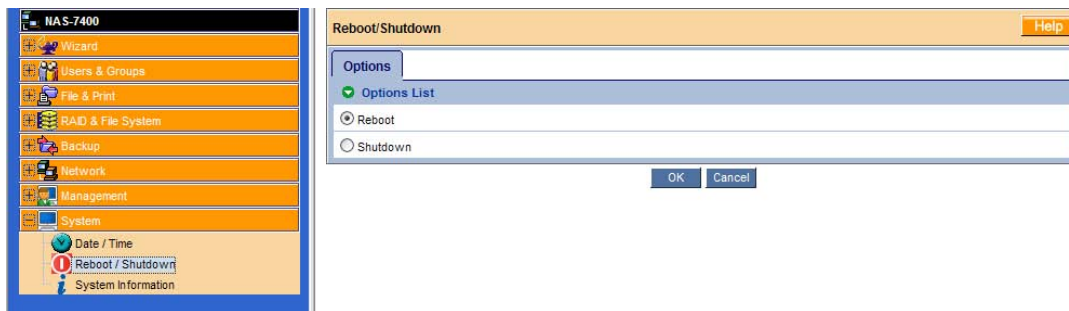 NAS-7400
Wizard
Users & Groups
File & Print
RAID & File System
Backup
Network
Management
System
Date / Time
Reboot / Shutdown
System Information
Reboot/Shutdown
Help
Options
Options List
Reboot
Shutdown
OK
Cancel